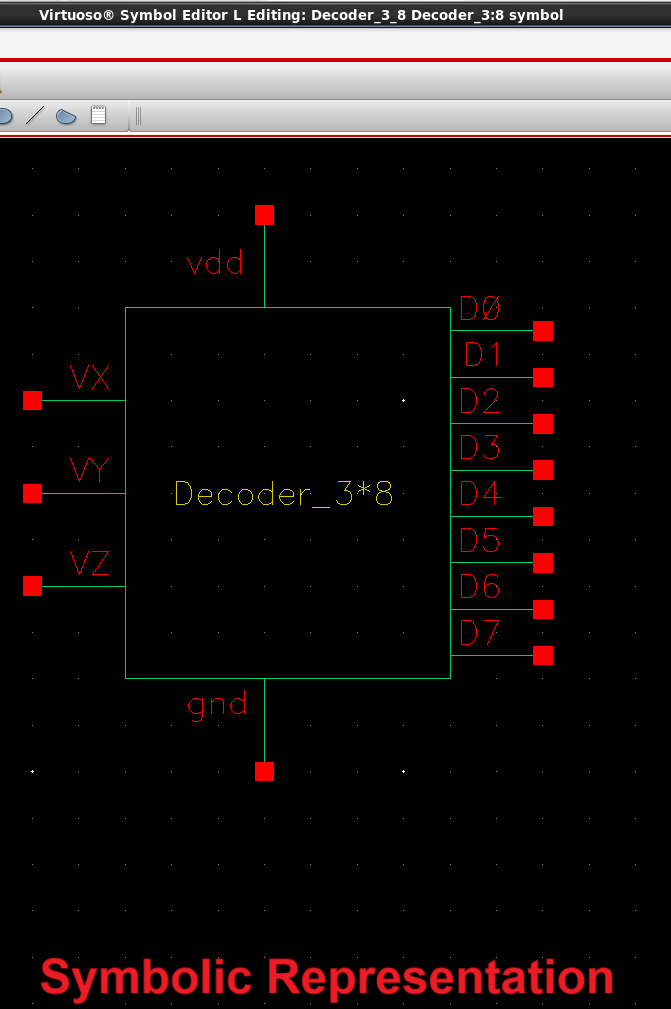 Virtuoso® Symbol Editor L Editing: Decoder_3_8 Decoder_3:8 symbol
vdd
D0
D1
VX
D2
D3
VY
Decoder_3*8
D4
D5
VZ
D6
D7
gnd
Symbolic Representation